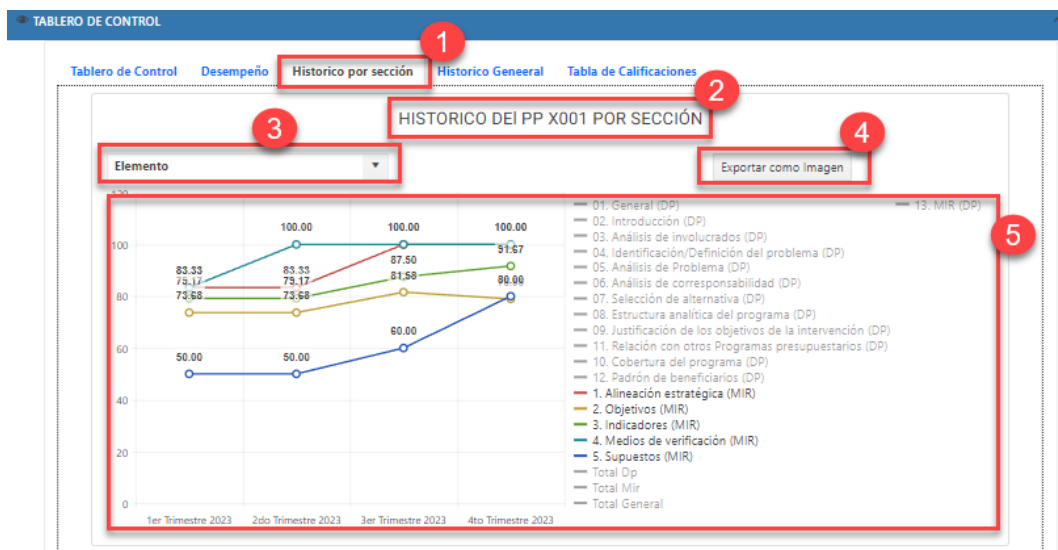 TABLERO DE CONTROL
1
Tablero de Control Desempeño Historico por sección Historico Geneeral Tabla de Calificaciones
2
HISTORICO DEl PP X001 POR SECCIÓN
3
4
Elemento
Exportar como Imagen
5
120
100
80
60
40
20
0
100.00 100.00 100.00
83.33 83.33 87.50 91.67
79.17 79.17 81.58
73.68 73.68 80.00
60.00
50.00 50.00
1er Trimestre 2023 2do Trimestre 2023 3er Trimestre 2023 4to Trimestre 2023
01. General (DP)
02. Introducción (DP)
03. Análisis de involucrados (DP)
04. Identificación/Definición del problema (DP)
05. Análisis de Problema (DP)
06. Análisis de corresponsabilidad (DP)
07. Selección de alternativa (DP)
08. Estructura analítica del programa (DP)
09. Justificación de los objetivos de la intervención (DP)
11. Relación con otros Programas presupuestarios (DP)
10. Cobertura del programa (DP)
12. Padrón de beneficiarios (DP)
1. Alineación estratégica (MIR)
2. Objetivos (MIR)
3. Indicadores (MIR)
4. Medios de verificación (MIR)
5. Supuestos (MIR)
Total Dp
Total Mir
Total General
13. MIR (DP)